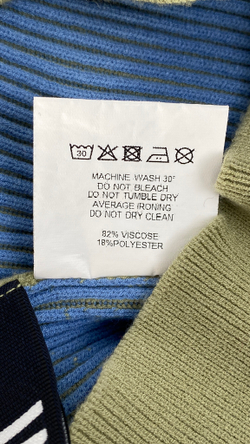 30
MACHINE WASH 30°
DO NOT BLEACH
DO NOT TUMBLE DRY
AVERAGE IRONING
DO NOT DRY CLEAN
82% VISCOSE
18%POLYESTER